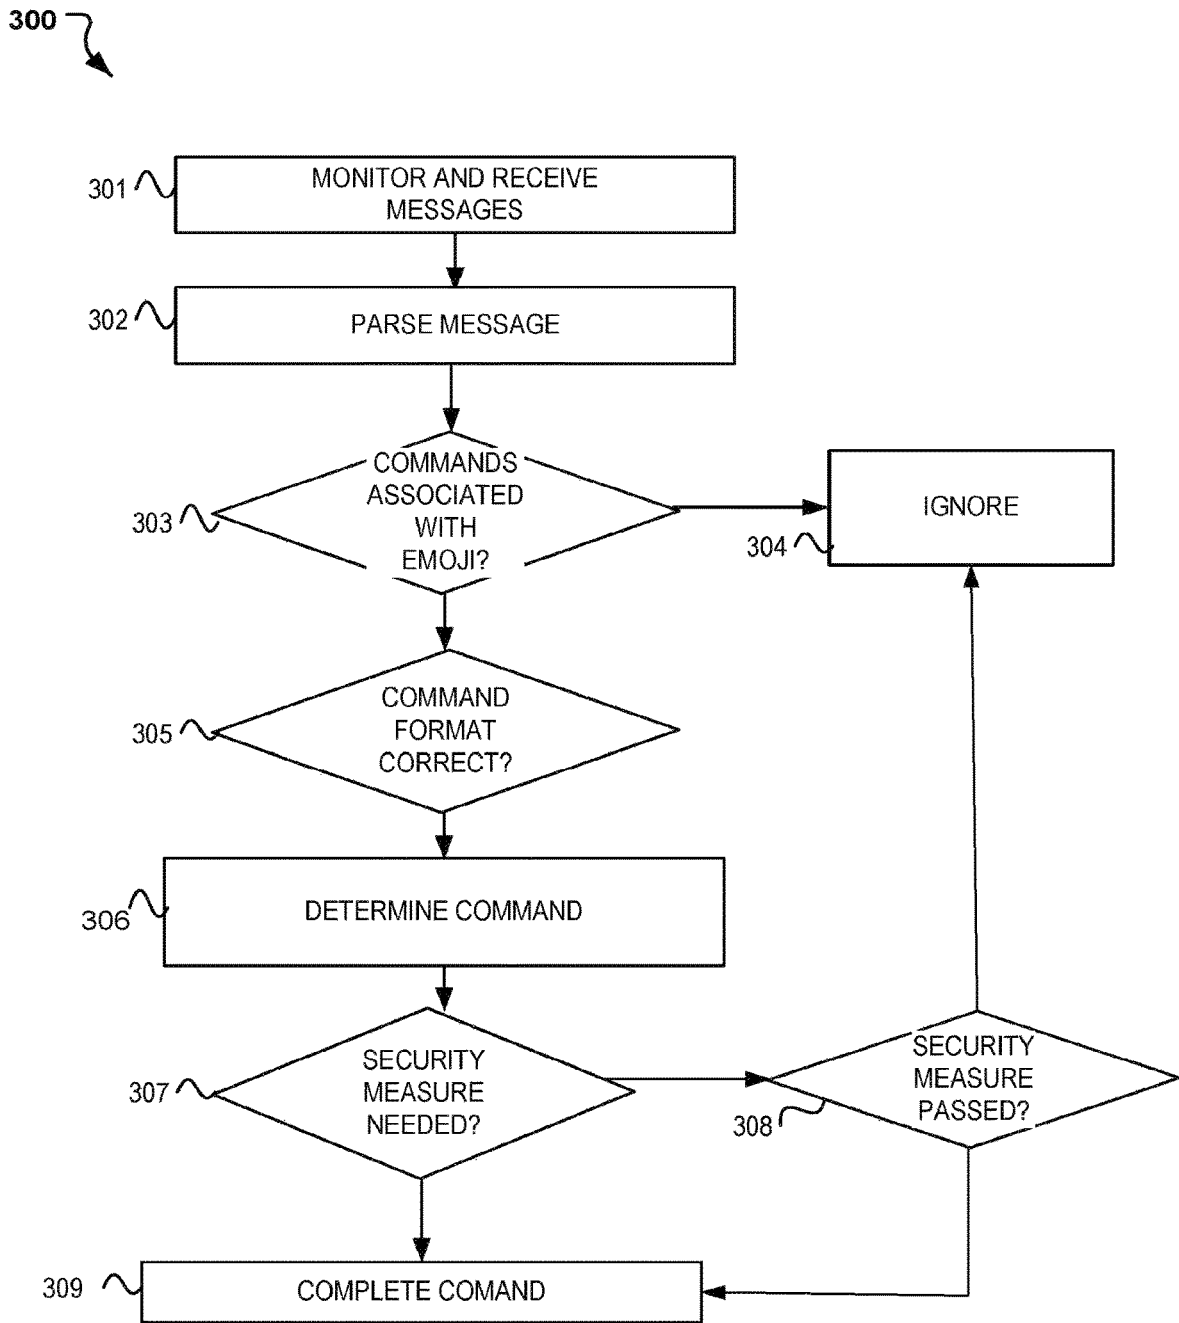 300
301
MONITOR AND RECEIVE
MESSAGES
302
PARSE MESSAGE
303
COMMANDS
ASSOCIATED
WITH
EMOJI?
IGNORE
304
305
COMMAND
FORMAT
CORRECT?
306
DETERMINE COMMAND
307
SECURITY
MEASURE
NEEDED?
SECURITY
MEASURE
PASSED?
308
309
COMPLETE COMAND